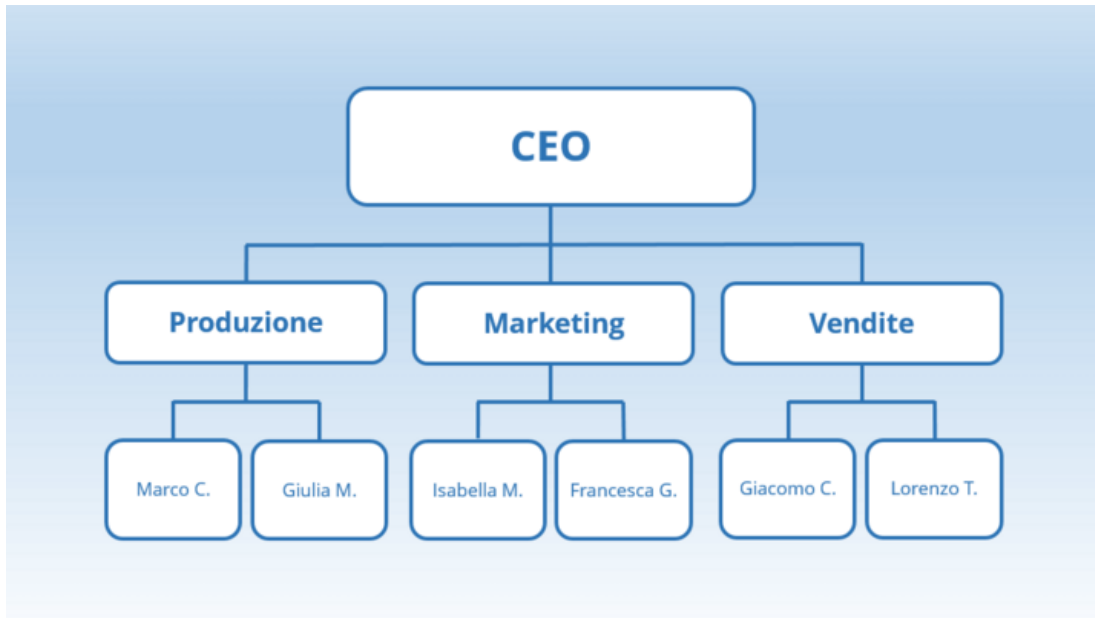 CEO
Produzione
Marketing
Vendite
Marco C.
Giulia M.
Isabella M.
Francesca G.
Giacomo C.
Lorenzo T.